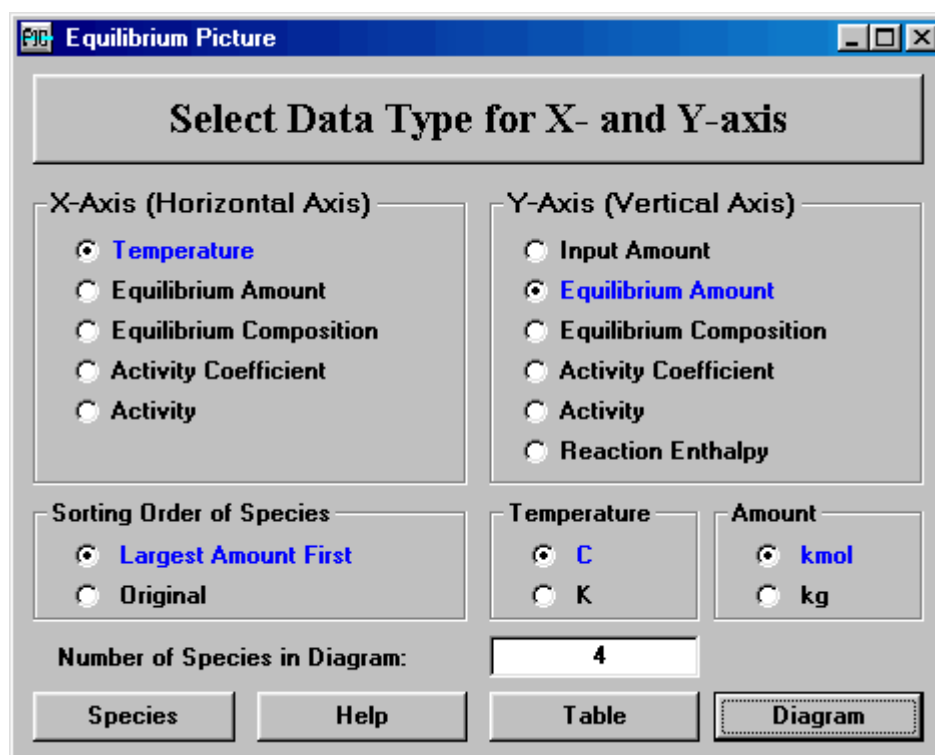 Equilibrium Picture
Select Data Type for X- and Y-axis
X-Axis (Horizontal Axis)
Temperature
Equilibrium Amount
Equilibrium Composition
Activity Coefficient
Activity
Y-Axis (Vertical Axis)
Input Amount
Equilibrium Amount
Equilibrium Composition
Activity Coefficient
Activity
Reaction Enthalpy
Sorting Order of Species
Largest Amount First
Original
Temperature
C
K
Amount
kmol
kg
Number of Species in Diagram: 4
Species Help Table Diagram